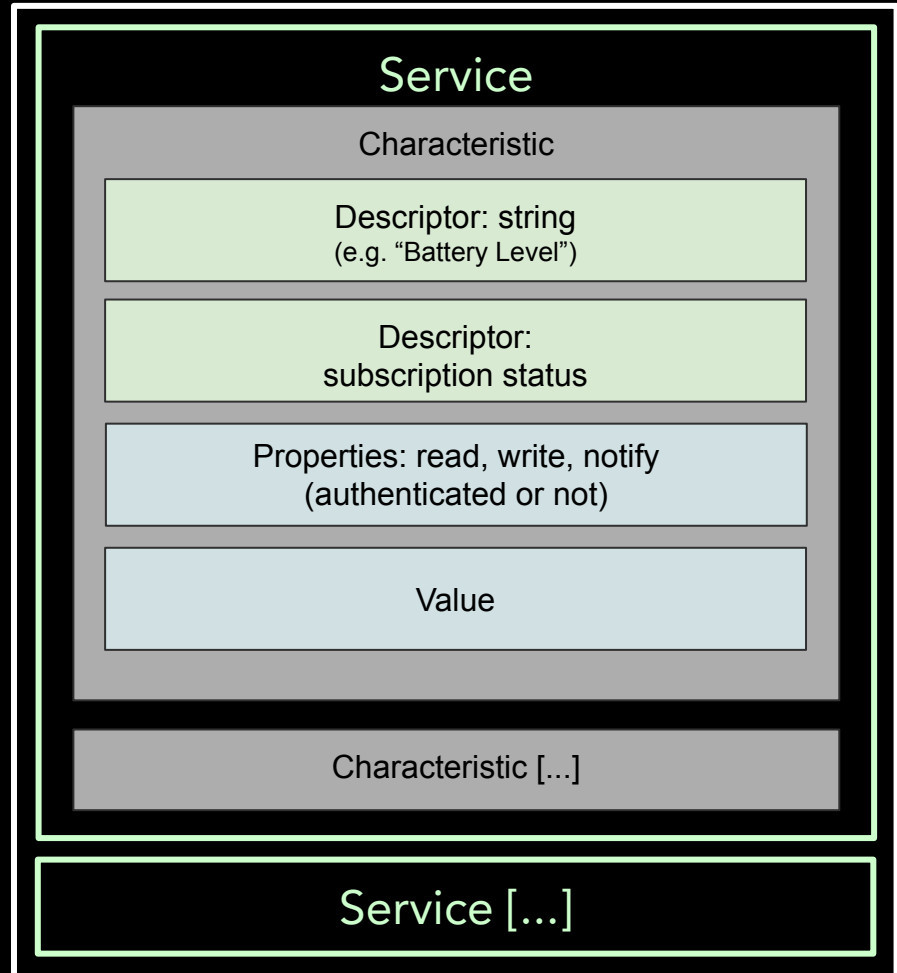 Service
Characteristic
Descriptor: string
(e.g. “Battery Level”)
Descriptor:
subscription status
Properties: read, write, notify
(authenticated or not)
Value
Characteristic [...]
Service [...]